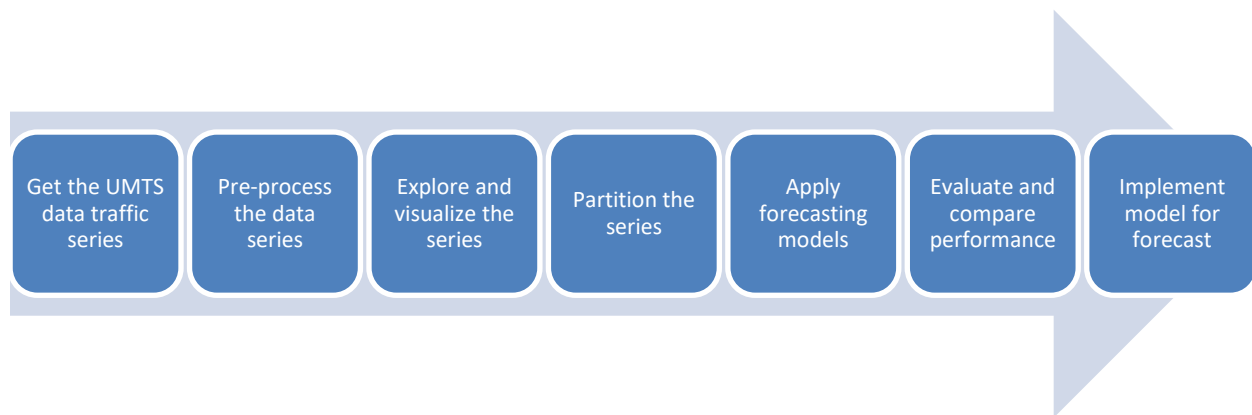 Get the UMTS
data traffic
series
Pre-process
the data
series
Explore and
visualize the
series
Partition the
series
Apply
forecasting
models
Evaluate and
compare
performance
Implement
model for
forecast